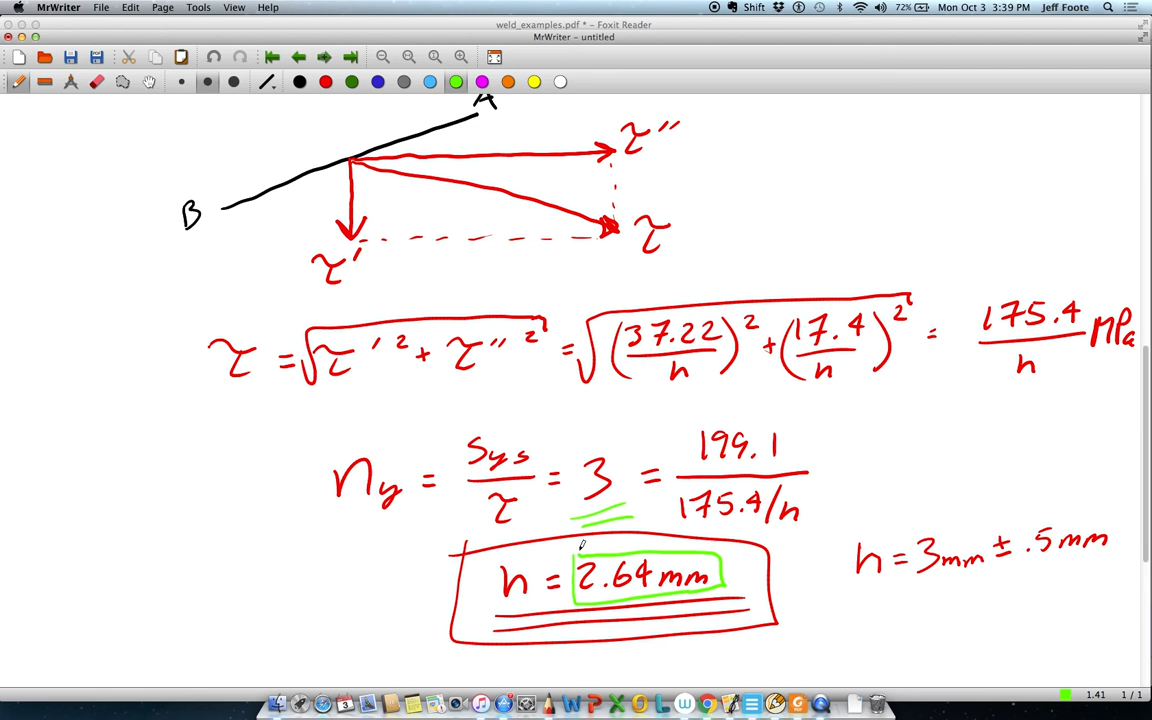 MrWriter File Edit Page Tools View Help Shift 72% Mon Oct 3 3:39 PM Jeff Foote
weld_examples.pdf * - Foxit Reader
MrWriter - untitled
A
τ″
B
τ
τ′
τ = √(τ′² + τ″²) = √((37.22/h)² + (17.4/h)²) = 175.4/h MPa
ny = Sys/τ = 3 = 199.1/(175.4/h)
h = 3mm ± .5mm
h = 2.64mm
3
1.41 1 / 1